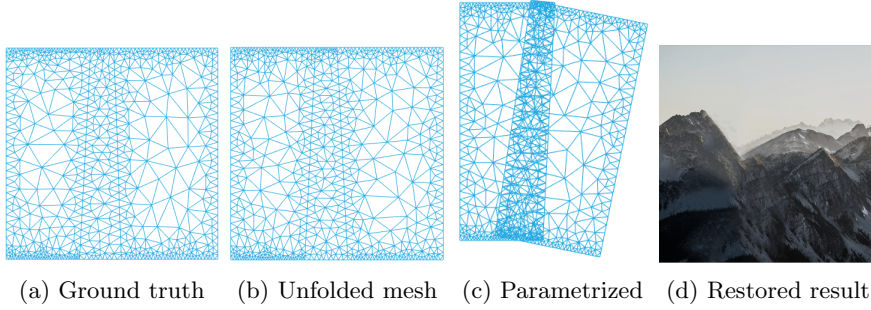 (a) Ground truth
(b) Unfolded mesh
(c) Parametrized
(d) Restored result